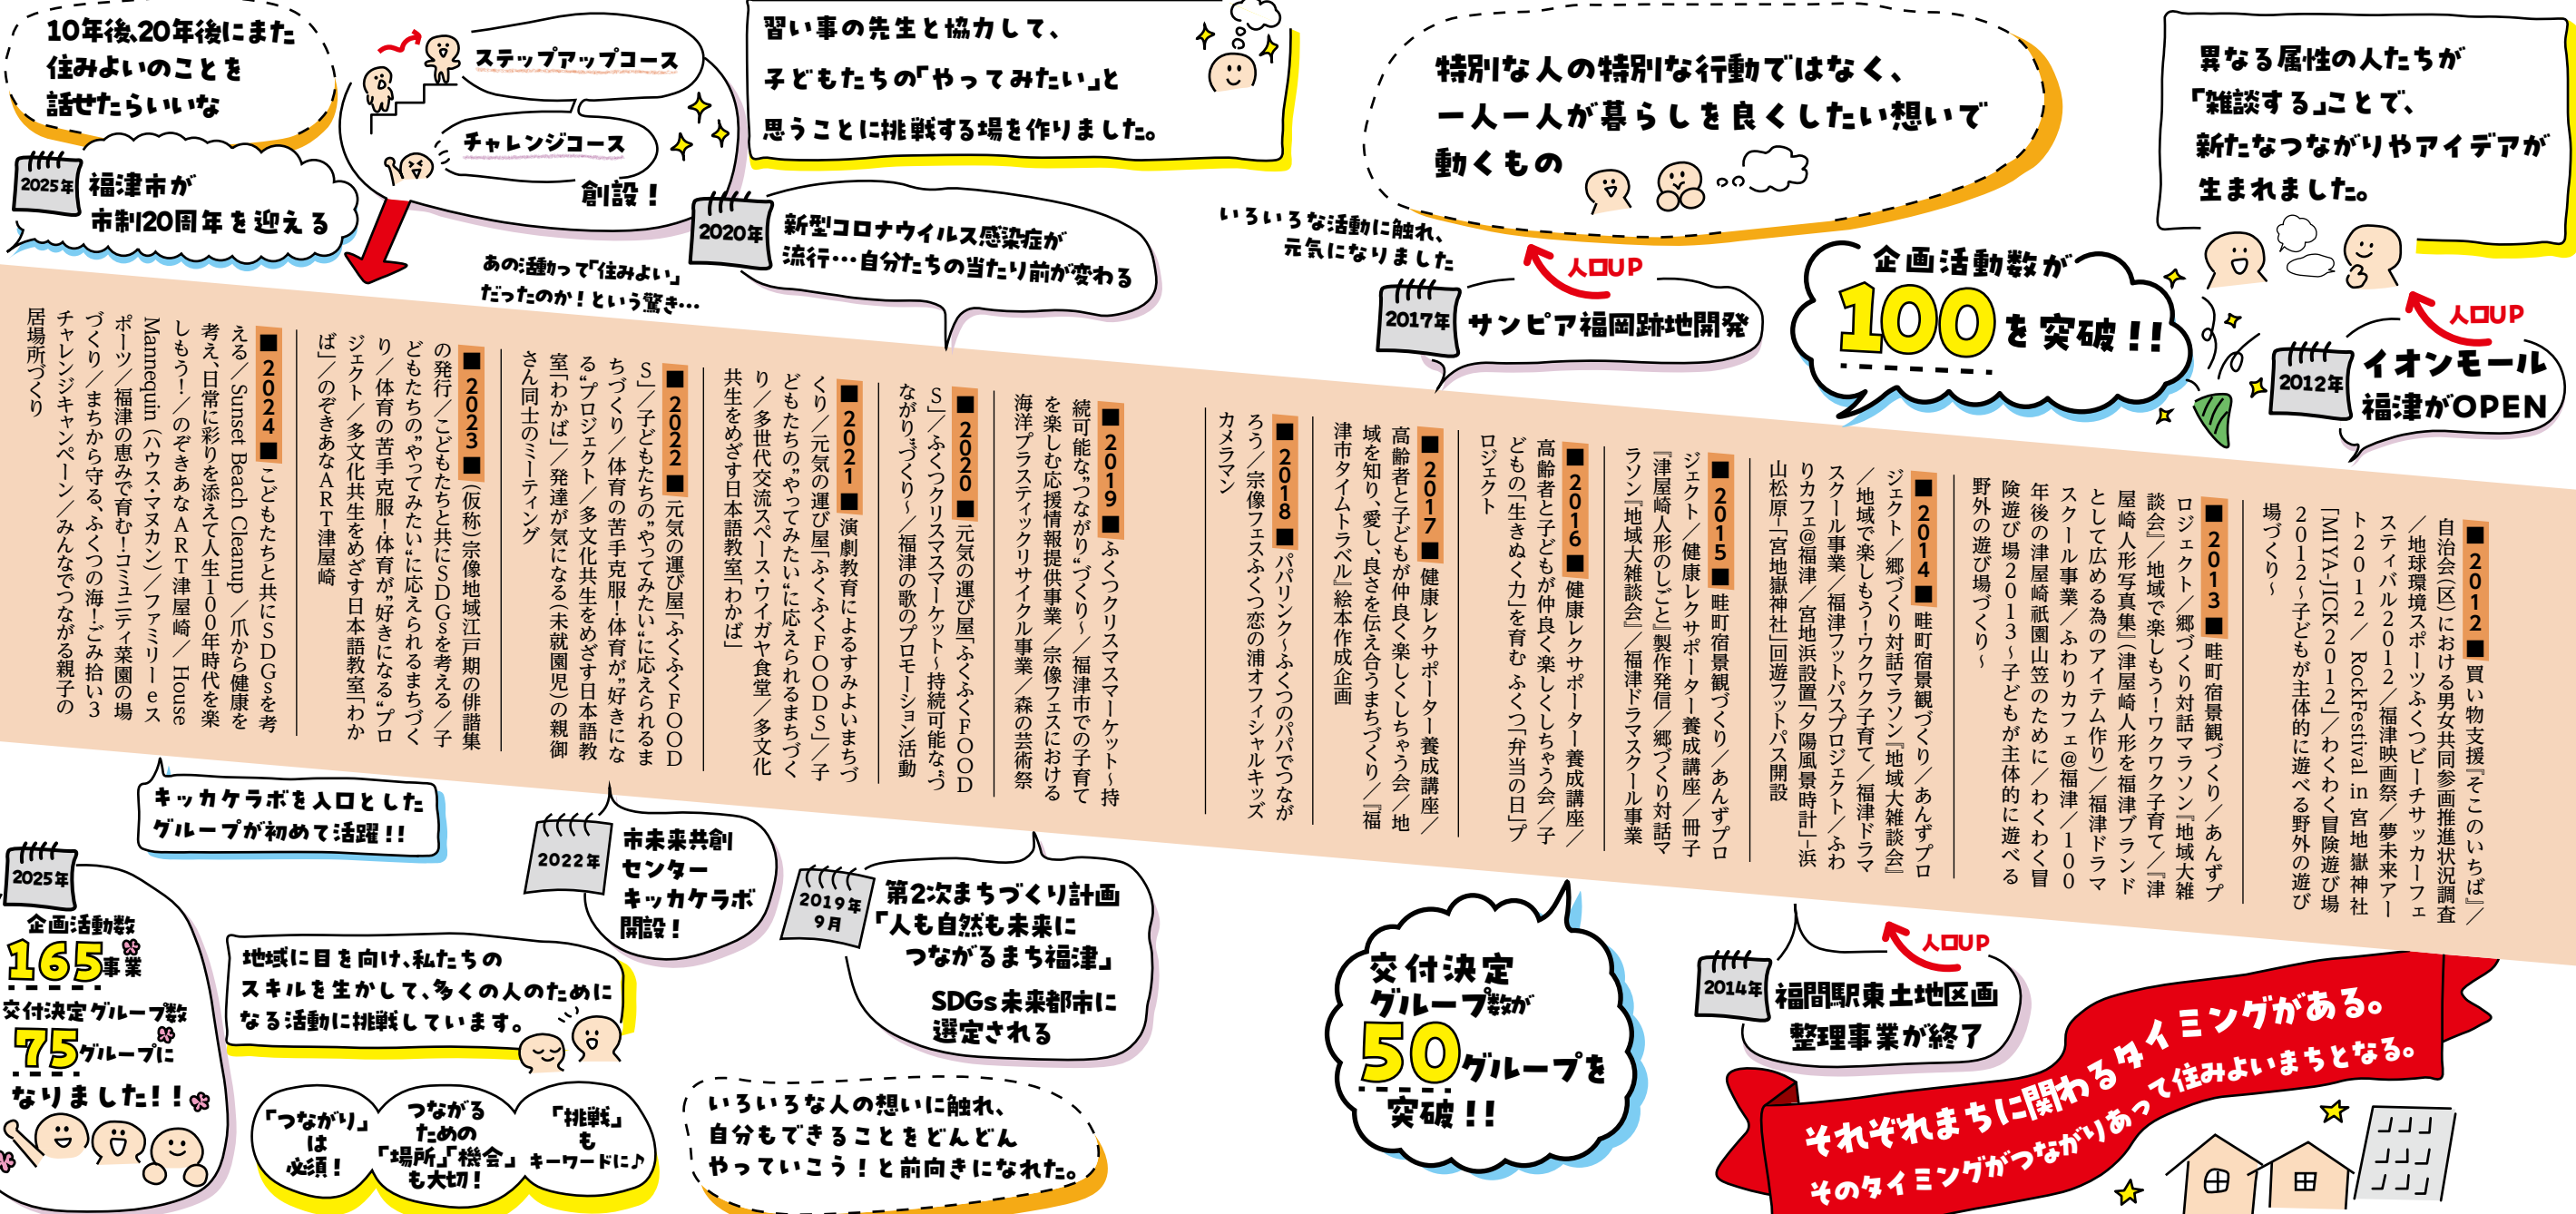 異なる属性の人たちが
「雑談する」ことで、
新たなつながりやアイデアが
生まれました。
人口UP
2012年
イオンモール
福津がOPEN
企画活動数が
100を突破!!
特別な人の特別な行動ではなく、
一人一人が暮らしを良くしたい想いで
動くもの
いろいろな活動に触れ、
元気になりました
人口UP
2017年
サンピア福岡跡地開発
習い事の先生と協力して、
子どもたちの「やってみたい」と
思うことに挑戦する場を作りました。
2020年
新型コロナウイルス感染症が
流行…自分たちの当たり前が変わる
あの活動って「住みよい」
だったのか!という驚き…
ステップアップコース
チャレンジコース
創設!
10年後、20年後にまた
住みよいのことを
話せたらいいな
2025年
福津市が
市制20周年を迎える
■2012■買い物支援『そこのいちば』/
自治会(区)における男女共同参画推進状況調査
/地球環境スポーツふくつビーチサッカーフェ
スティバル2012/福津映画祭/夢未来アー
ト2012/ RockFestival in 宮地嶽神社
「MIYA-JICK2012」/わくわく冒険遊び場
2012~子どもが主体的に遊べる野外の遊び
場づくり~
■2013■畦町宿景観づくり/あんずプ
ロジェクト/郷づくり対話マラソン『地域大雑
談会』/地域で楽しもう!ワクワク子育て/『津
屋崎人形写真集』(津屋崎人形を福津ブランド
として広める為のアイテム作り)/福津ドラマ
スクール事業/ふわりカフェ@福津/100
年後の津屋崎祇園山笠のために/わくわく冒
険遊び場2013~子どもが主体的に遊べる
野外の遊び場づくり~
■2014■畦町宿景観づくり/あんずプロ
ジェクト/郷づくり対話マラソン『地域大雑談会』
/地域で楽しもう!ワクワク子育て/福津ドラマ
スクール事業/福津フットパスプロジェクト/ふわ
りカフェ@福津/宮地浜設置「夕陽風景時計」-浜
山松原-「宮地嶽神社」回遊フットパス開設
■2015■畦町宿景観づくり/あんずプロ
ジェクト/健康レクサポーター養成講座/冊子
『津屋崎人形のしごと』製作発信/郷づくり対話マ
ラソン『地域大雑談会』/福津ドラマスクール事業
■2016■健康レクサポーター養成講座/
高齢者と子どもが仲良く楽しくしちゃう会/子
どもの「生きぬく力」を育む ふくつ「弁当の日」プ
ロジェクト
■2017■健康レクサポーター養成講座/
高齢者と子どもが仲良く楽しくしちゃう会/地
域を知り、愛し、良さを伝え合うまちづくり/『福
津市タイムトラベル』絵本作成企画
■2018■パパリンク~ふくつのパパでつなが
ろう/宗像フェスふくつ恋の浦オフィシャルキッズ
カメラマン
■2019■ふくつクリスマスマーケット~持
続可能な“つながり”づくり~/福津市での子育て
を楽しむ応援情報提供事業/宗像フェスにおける
海洋プラスティックリサイクル事業/森の芸術祭
■2020■元気の運び屋「ふくふくFOOD
S」/ふくつクリスマスマーケット~持続可能な“つ
ながり”づくり~/福津の歌のプロモーション活動
■2021■演劇教育によるすみよいまちづ
くり/元気の運び屋「ふくふくFOODS」/子
どもたちの“やってみたい”に応えられるまちづく
り/多世代交流スペース・ワイガヤ食堂/多文化
共生をめざす日本語教室「わかば」
■2022■元気の運び屋「ふくふくFOOD
S」/子どもたちの“やってみたい”に応えられるま
ちづくり/体育の苦手克服!体育が“好きにな
る”プロジェクト/多文化共生をめざす日本語教
室「わかば」/発達が気になる(未就園児)の親御
さん同士のミーティング
■2023■(仮称)宗像地域江戸期の俳諧集
の発行/こどもたちと共にSDGsを考える/子
どもたちの“やってみたい”に応えられるまちづく
り/体育の苦手克服!体育が“好きになる”プロ
ジェクト/多文化共生をめざす日本語教室「わか
ば」/のぞきあなART津屋崎
■2024■こどもたちと共にSDGsを考
える/ Sunset Beach Cleanup /爪から健康を
考え、日常に彩りを添えて人生100年時代を楽
しもう!/のぞきあなART津屋崎/ House
Mannequin(ハウス・マヌカン)/ファミリーeス
ポーツ/福津の恵みで育む!コミュニティ菜園の場
づくり/まちから守る、ふくつの海!ごみ拾い3
チャレンジキャンペーン/みんなでつながる親子の
居場所づくり
人口UP
2014年
福間駅東土地区画
整理事業が終了
それぞれまちに関わるタイミングがある。
そのタイミングがつながりあって住みよいまちとなる。
交付決定
グループ数が
50グループを
突破!!
2019年
9月
第2次まちづくり計画
「人も自然も未来に
つながるまち福津」
SDGs未来都市に
選定される
いろいろな人の想いに触れ、
自分もできることをどんどん
やっていこう!と前向きになれた。
2022年
市未来共創
センター
キッカケラボ
開設!
キッカケラボを入口とした
グループが初めて活躍!!
地域に目を向け、私たちの
スキルを生かして、多くの人のために
なる活動に挑戦しています。
「つながり」
は
必須!
つながる
ための
「場所」「機会」
も大切!
「挑戦」
も
キーワードに♪
2025年
企画活動数
165事業
交付決定グループ数
75グループに
なりました!!